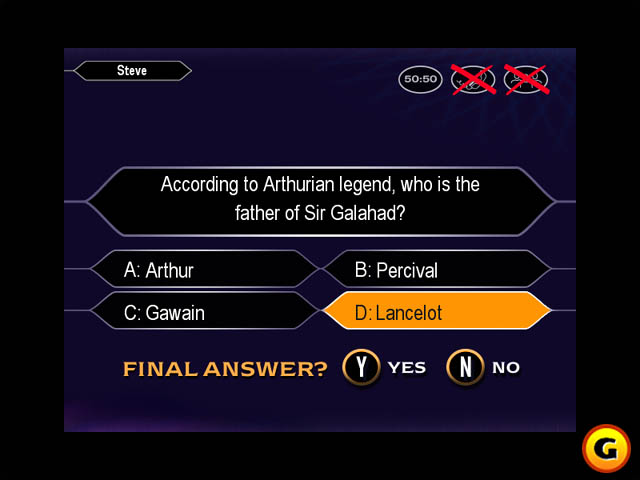 Steve
50:50
According to Arthurian legend, who is the
father of Sir Galahad?
A: Arthur
B: Percival
C: Gawain
D: Lancelot
FINAL ANSWER? Y YES N NO
G